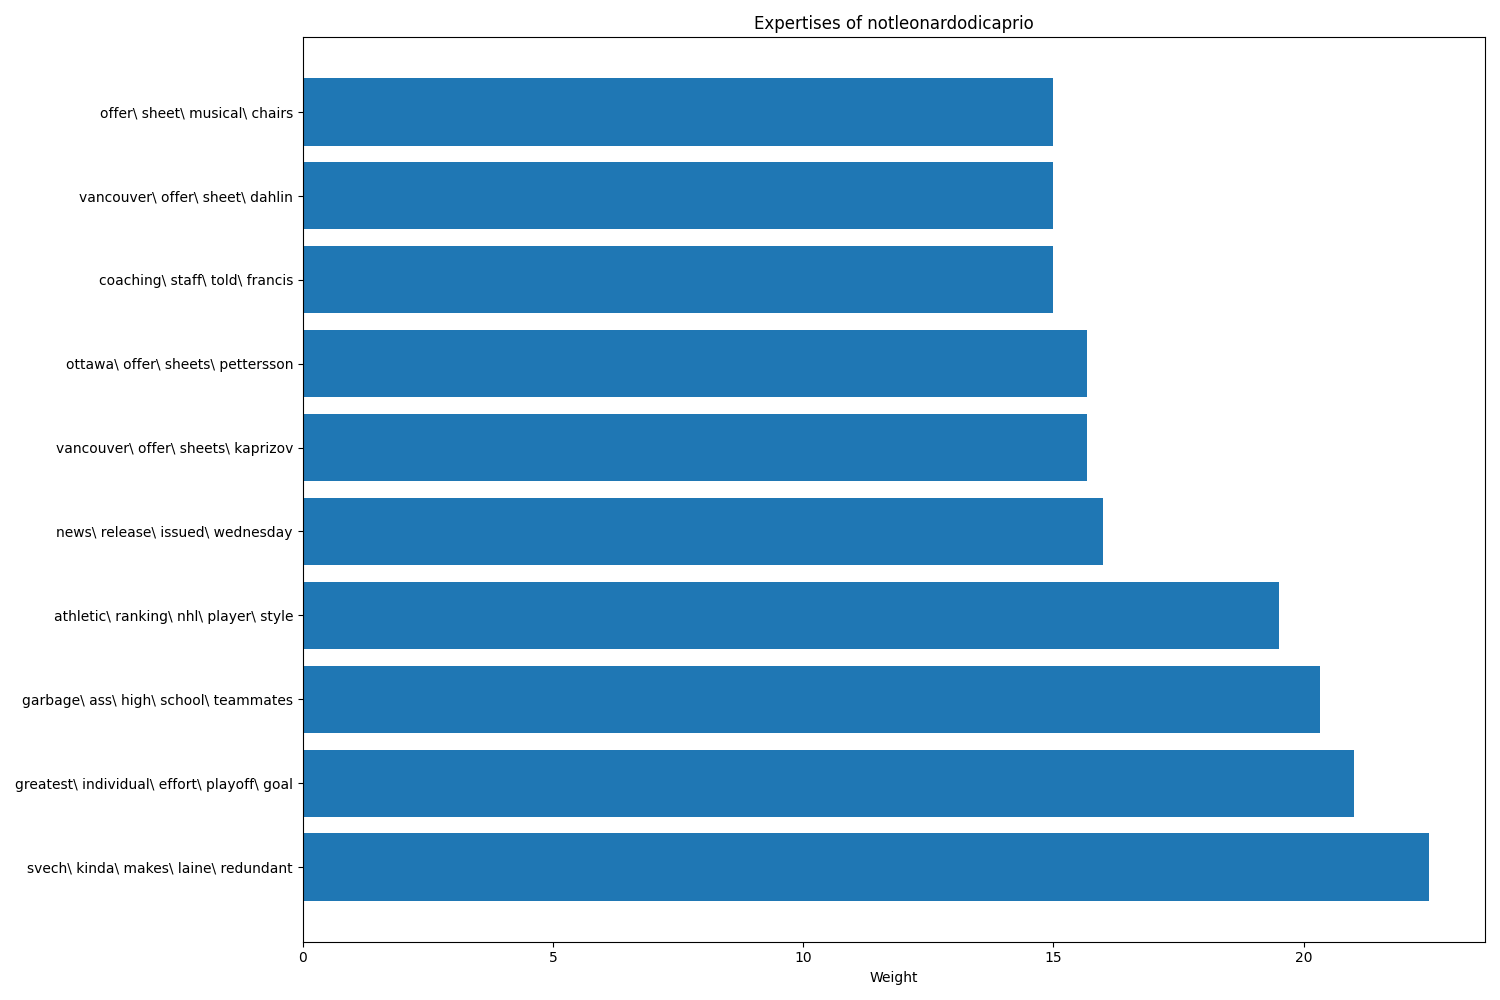 Expertises of notleonardodicaprio
offer\ sheet\ musical\ chairs
vancouver\ offer\ sheet\ dahlin
coaching\ staff\ told\ francis
ottawa\ offer\ sheets\ pettersson
vancouver\ offer\ sheets\ kaprizov
news\ release\ issued\ wednesday
athletic\ ranking\ nhl\ player\ style
garbage\ ass\ high\ school\ teammates
greatest\ individual\ effort\ playoff\ goal
svech\ kinda\ makes\ laine\ redundant
0 5 10 15 20
Weight